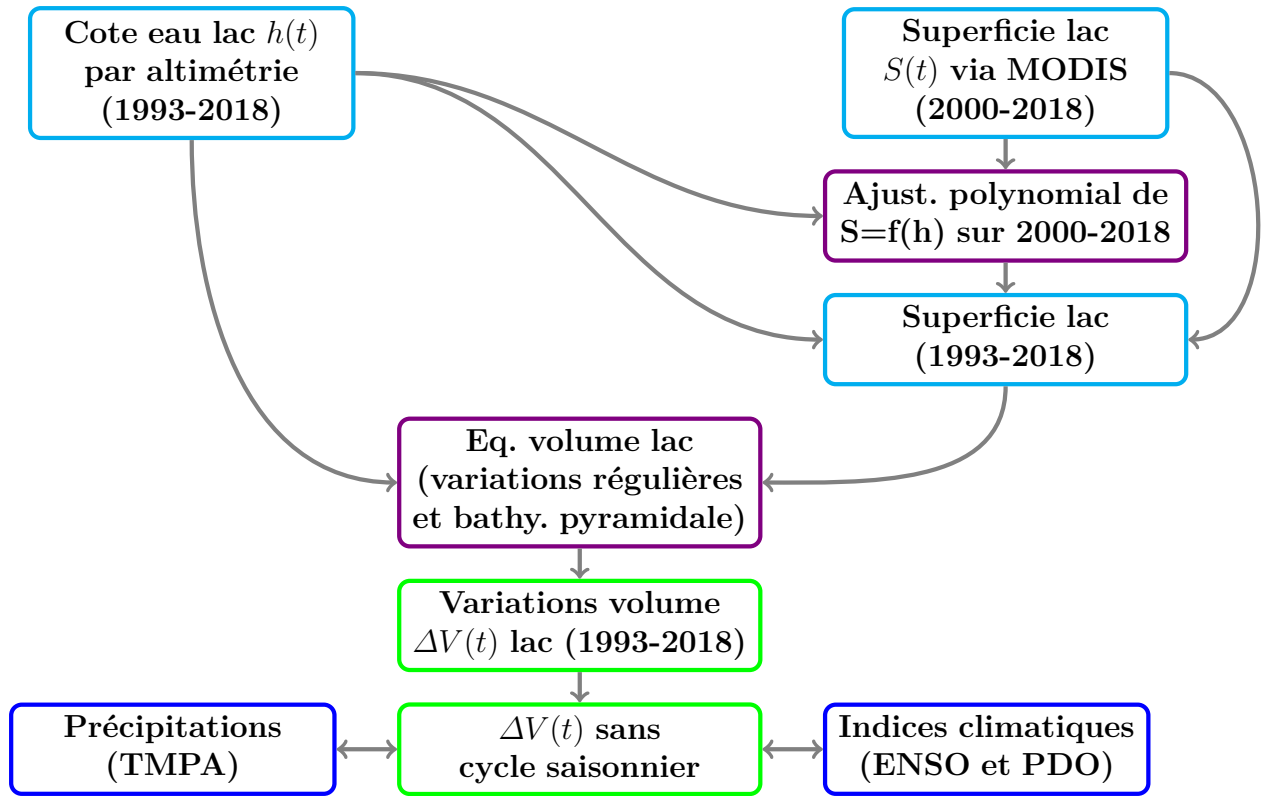 Cote eau lac h(t)
par altimétrie
(1993-2018)
Superficie lac
S(t) via MODIS
(2000-2018)
Ajust. polynomial de
S=f(h) sur 2000-2018
Superficie lac
(1993-2018)
Eq. volume lac
(variations régulières
et bathy. pyramidale)
Variations volume
ΔV(t) lac (1993-2018)
Précipitations
(TMPA)
ΔV(t) sans
cycle saisonnier
Indices climatiques
(ENSO et PDO)